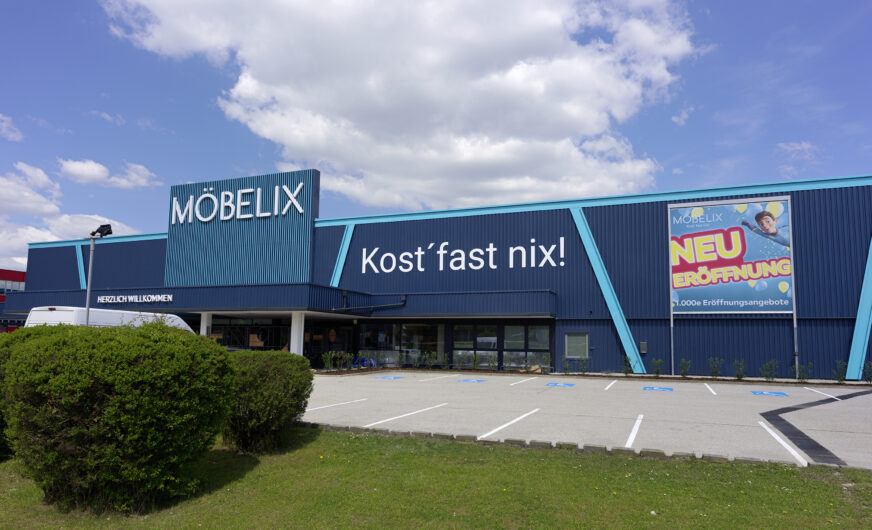 MÖBELIX
Kost´fast nix!
HERZLICH WILLKOMMEN
MÖBELIX
NEU
ERÖFFNUNG
1.000e Eröffnungsangebote